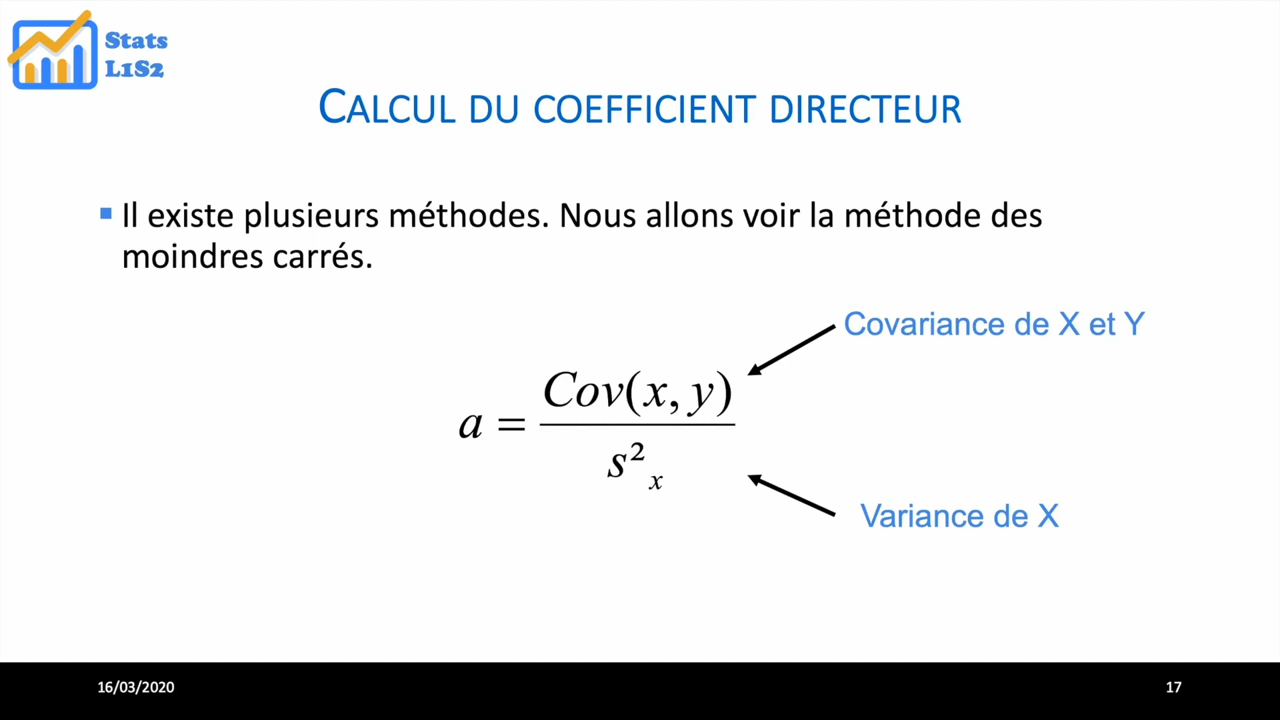 Stats
L1S2
CALCUL DU COEFFICIENT DIRECTEUR
Il existe plusieurs méthodes. Nous allons voir la méthode des
moindres carrés.
Covariance de X et Y
a = Cov(x, y) / s²ₓ
Variance de X
16/03/2020
17